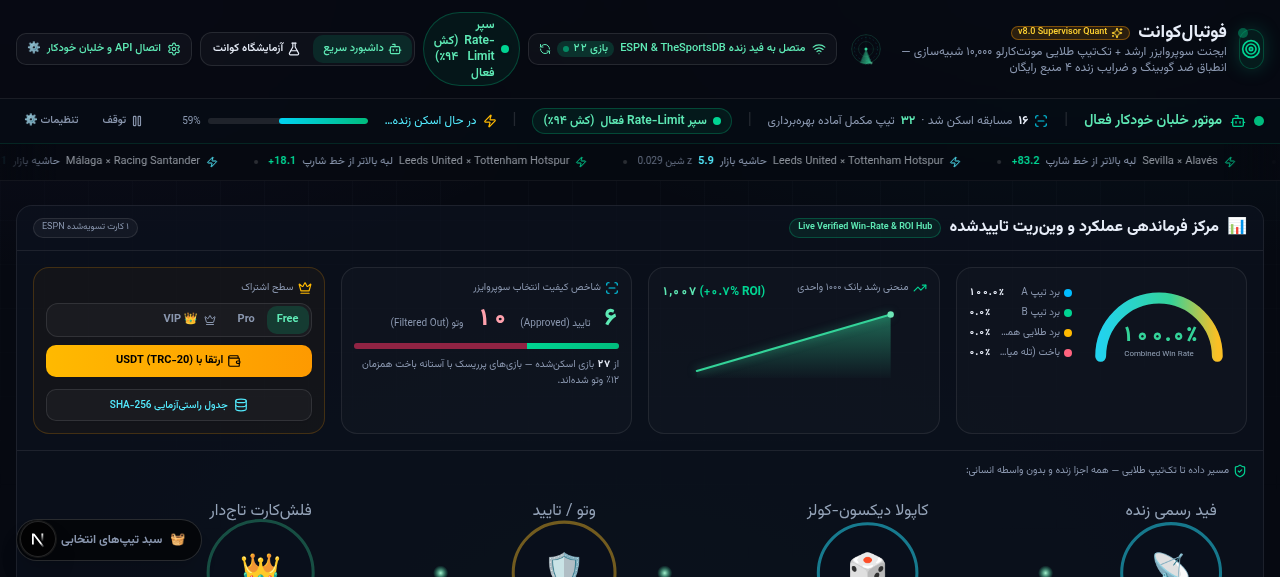 فوتبال‌کوانت
v8.0 Supervisor Quant
ایجنت سوپروایزر ارشد + تک‌تیپ طلایی مونت‌کارلو ۱۰,۰۰۰ شبیه‌سازی —
انطباق ضد گوبینگ و ضرایب زنده ۴ منبع رایگان
متصل به فید زنده ESPN & TheSportsDB
۲۲ بازی
سپر
Rate-
Limit (کش
۹۴٪)
فعال
داشبورد سریع
آزمایشگاه کوانت
اتصال API و خلبان خودکار ⚙️
موتور خلبان خودکار فعال
۱۶ مسابقه اسکن شد · ۳۲ تیپ مکمل آماده بهره‌برداری
سپر Rate-Limit فعال (کش ۹۴٪)
در حال اسکن زنده...
59%
توقف
تنظیمات ⚙️
Sevilla × Alavés لبه بالاتر از خط شارپ +83.2
Leeds United × Tottenham Hotspur حاشیه بازار 5.9 z شین 0.029
Leeds United × Tottenham Hotspur لبه بالاتر از خط شارپ +18.1
Málaga × Racing Santander حاشیه بازار
📊 مرکز فرماندهی عملکرد و وین‌ریت تاییدشده
Live Verified Win-Rate & ROI Hub
۱ کارت تسویه‌شده ESPN
۱۰۰.۰%
Combined Win Rate
برد تیپ A ۱۰۰.۰٪
برد تیپ B ۰.۰٪
برد طلایی همـ... ۰.۰٪
باخت (تله میا... ۰.۰٪
منحنی رشد بانک ۱۰۰۰ واحدی
۱,۰۰۷ (+۰.۷% ROI)
شاخص کیفیت انتخاب سوپروایزر
۶ تایید (Approved)
۱۰ وتو (Filtered Out)
از ۲۷ بازی اسکن‌شده — بازی‌های پرریسک با آستانه باخت همزمان
۱۲٪ وتو شده‌اند.
سطح اشتراک
Free
Pro
VIP 👑
ارتقا با USDT (TRC-20)
جدول راستی‌آزمایی SHA-256
مسیر داده تا تک‌تیپ طلایی — همه اجزا زنده و بدون واسطه انسانی:
فید رسمی زنده
کاپولا دیکسون-کولز
وتو / تایید
فلش‌کارت تاج‌دار
🧺 سبد تیپ‌های انتخابی
N